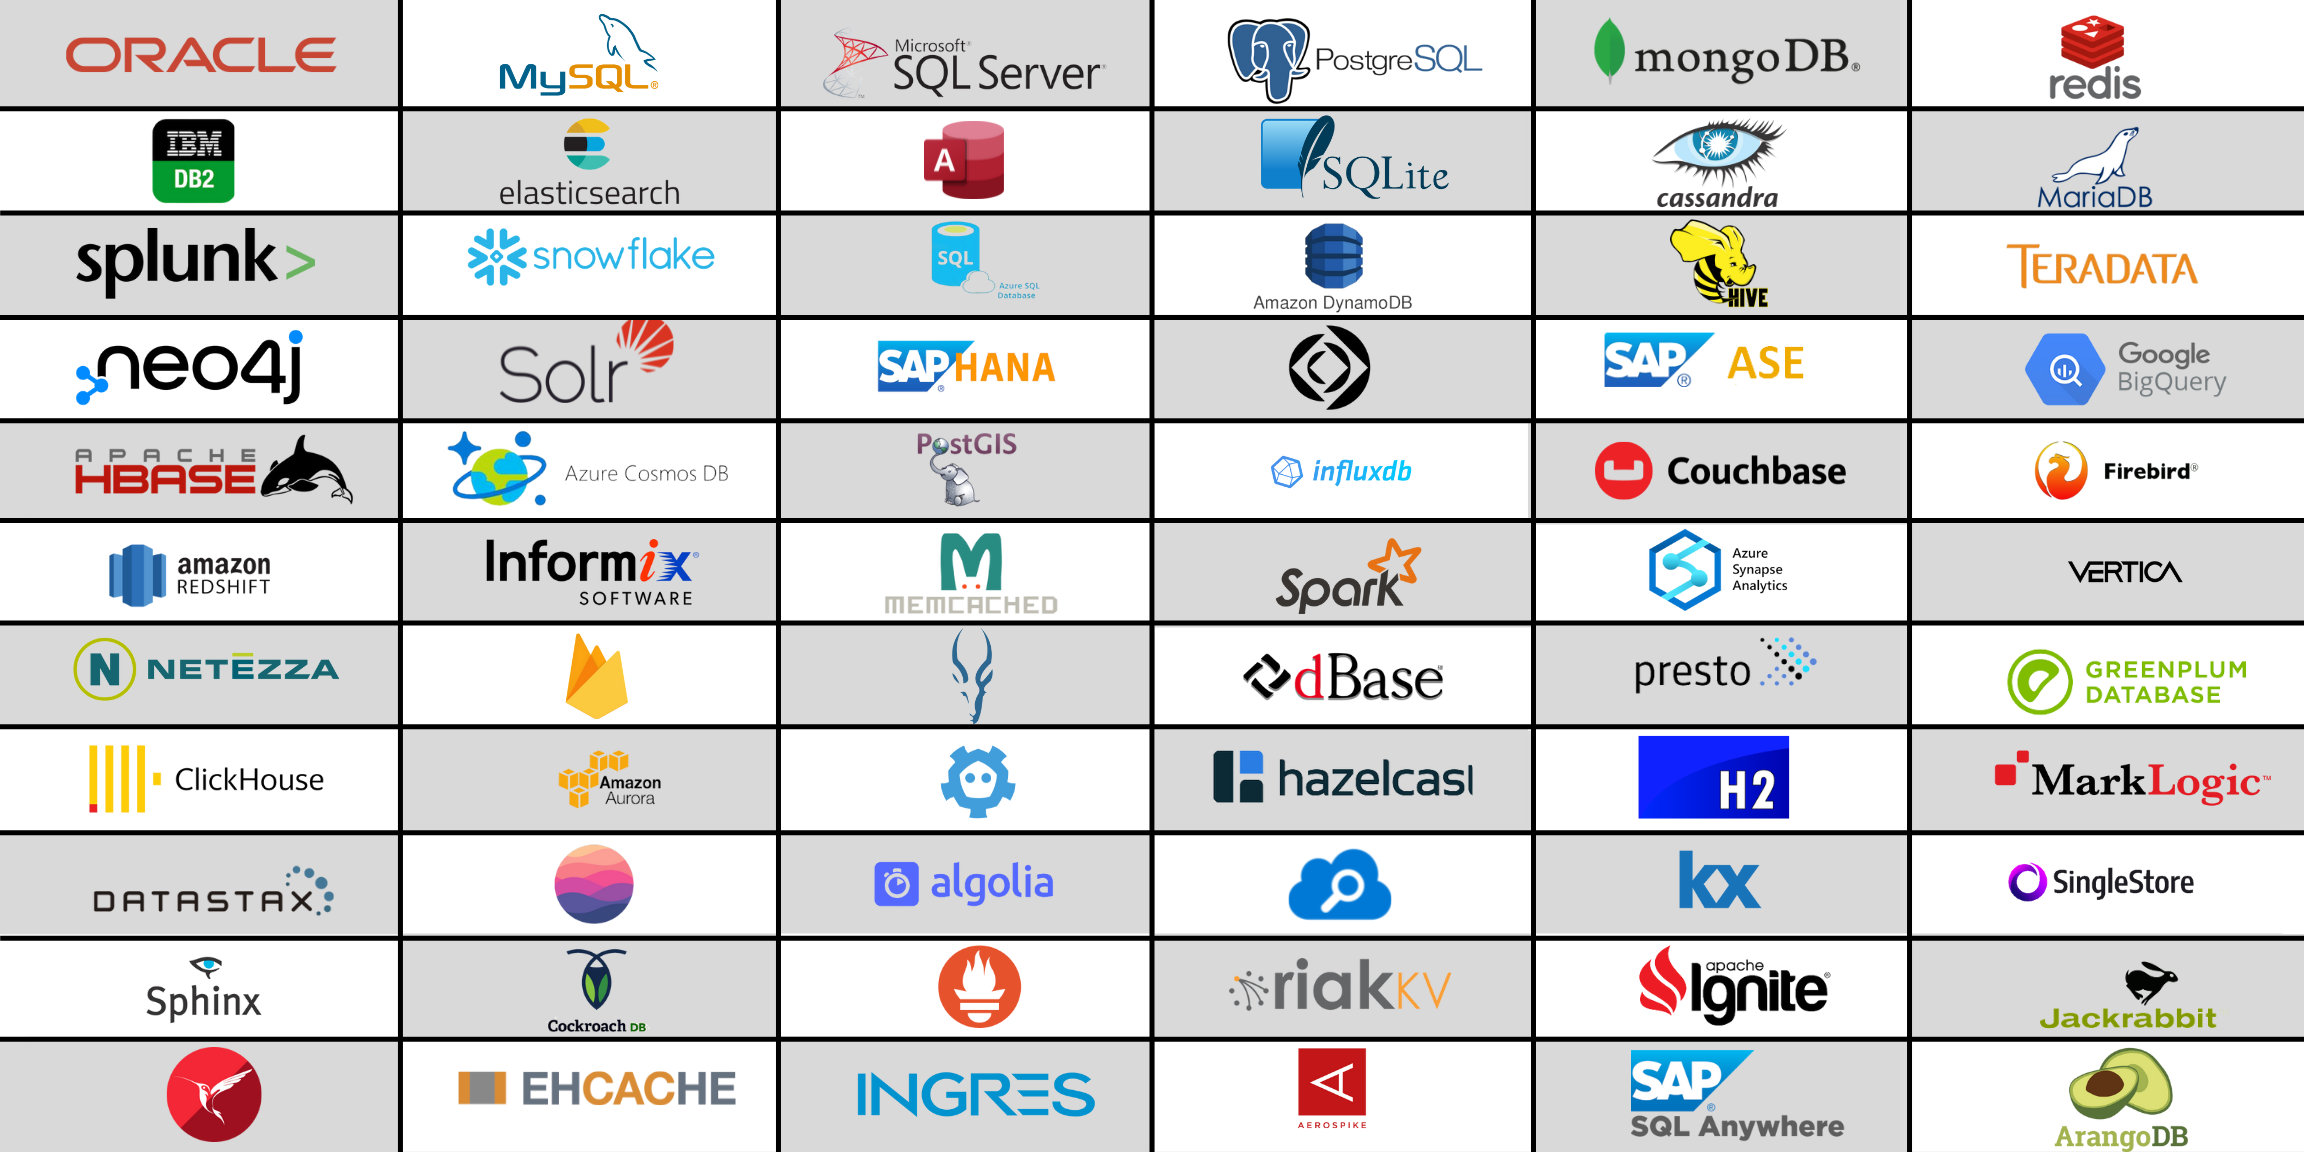 ORACLE
MySQL®
Microsoft®
SQL Server
PostgreSQL
mongoDB®
redis
IBM
DB2
elasticsearch
A
SQLite
cassandra
MariaDB
splunk>
snowflake
SQL
Azure SQL
Database
Amazon DynamoDB
HIVE
TERADATA
neo4j
Solr
SAP® HANA
SAP® ASE
Google
BigQuery
APACHE
HBASE
Azure Cosmos DB
PostGIS
influxdb
Couchbase
Firebird®
amazon
REDSHIFT
Informix®
SOFTWARE
M
MEMCACHED
Spark
Azure
Synapse
Analytics
VERTICA
N NETEZZA
dBase
presto
GREENPLUM
DATABASE
ClickHouse
Amazon
Aurora
hazelcast
H2
MarkLogic™
DATASTAX
algolia
kx
SingleStore
Sphinx
Cockroach DB
riak KV
apache
Ignite®
Jackrabbit
EHCACHE
INGRES
AEROSPIKE
SAP®
SQL Anywhere
ArangoDB